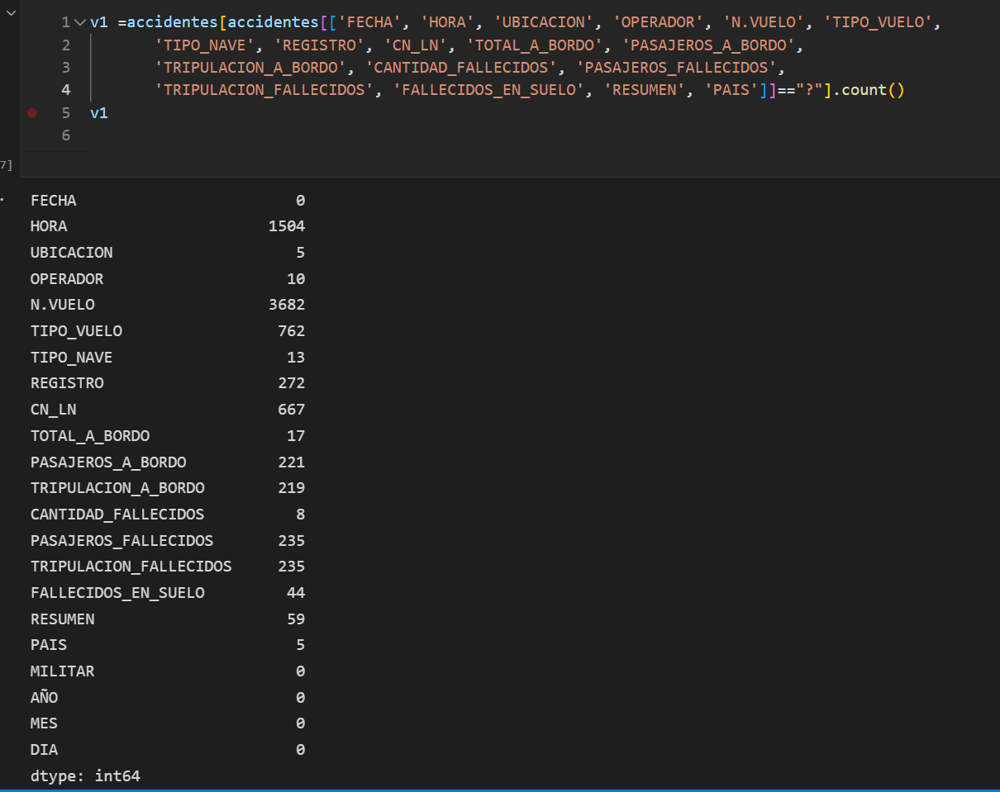 1 v1 =accidentes[accidentes[['FECHA', 'HORA', 'UBICACION', 'OPERADOR', 'N.VUELO', 'TIPO_VUELO',
2 'TIPO_NAVE', 'REGISTRO', 'CN_LN', 'TOTAL_A_BORDO', 'PASAJEROS_A_BORDO',
3 'TRIPULACION_A_BORDO', 'CANTIDAD_FALLECIDOS', 'PASAJEROS_FALLECIDOS',
4 'TRIPULACION_FALLECIDOS', 'FALLECIDOS_EN_SUELO', 'RESUMEN', 'PAIS']]=="?"].count()
5 v1
6
7]
FECHA 0
HORA 1504
UBICACION 5
OPERADOR 10
N.VUELO 3682
TIPO_VUELO 762
TIPO_NAVE 13
REGISTRO 272
CN_LN 667
TOTAL_A_BORDO 17
PASAJEROS_A_BORDO 221
TRIPULACION_A_BORDO 219
CANTIDAD_FALLECIDOS 8
PASAJEROS_FALLECIDOS 235
TRIPULACION_FALLECIDOS 235
FALLECIDOS_EN_SUELO 44
RESUMEN 59
PAIS 5
MILITAR 0
AÑO 0
MES 0
DIA 0
dtype: int64